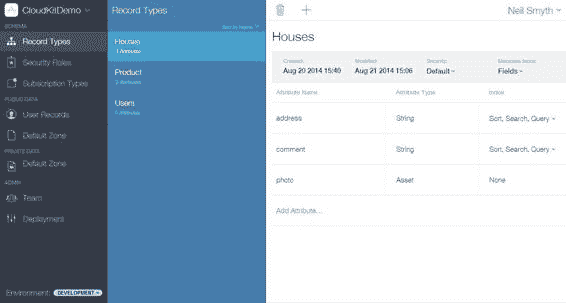 CloudKitDemo
SCHEMA
Record Types
Security Roles
Subscription Types
PUBLIC DATA
User Records
Default Zone
PRIVATE DATA
Default Zone
ADMIN
Team
Deployment
Environment: DEVELOPMENT
Record Types
Houses
Product
Users
Neil Smyth
Houses
Created: Modified: Security:
Aug 20 2014 15:49 Aug 21 2014 15:06 Default Fields
Attribute Name Attribute Type Index
address String Sort, Search, Query
comment String Sort, Search, Query
photo Asset None
Add Attribute...